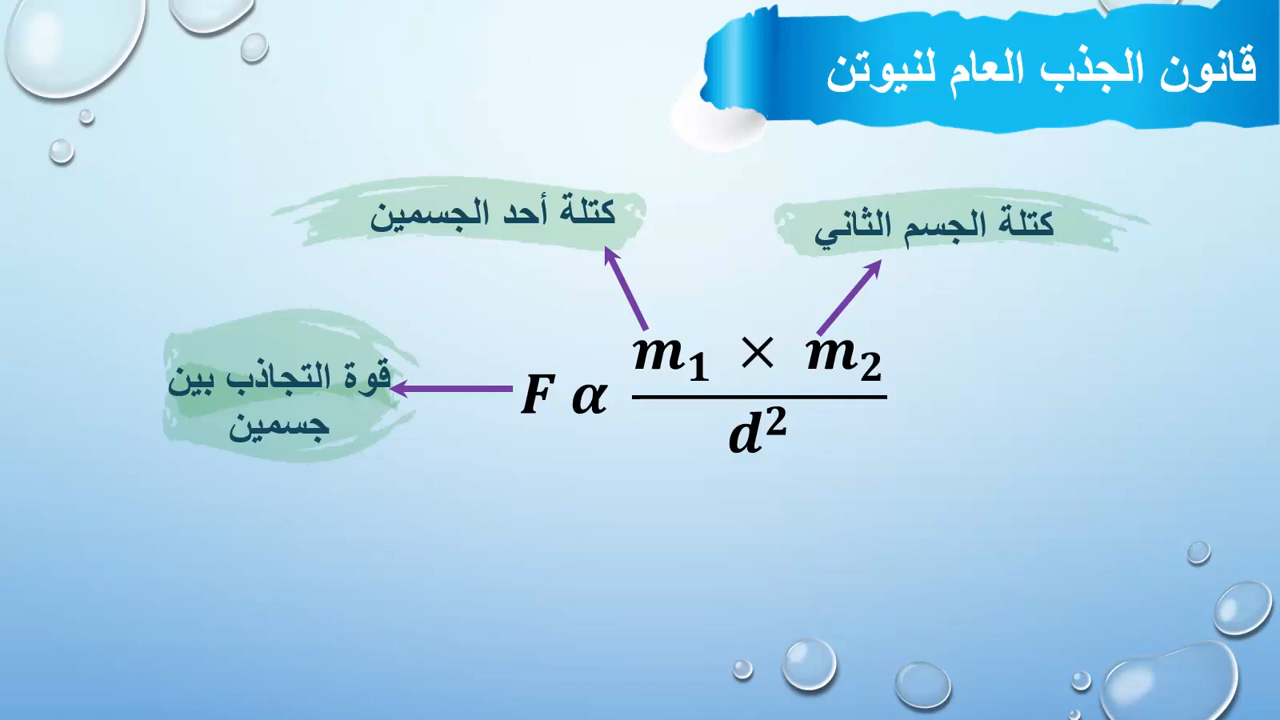 قانون الجذب العام لنيوتن
كتلة الجسم الثاني
كتلة أحد الجسمين
F α (m₁ × m₂) / d²
قوة التجاذب بين
جسمين